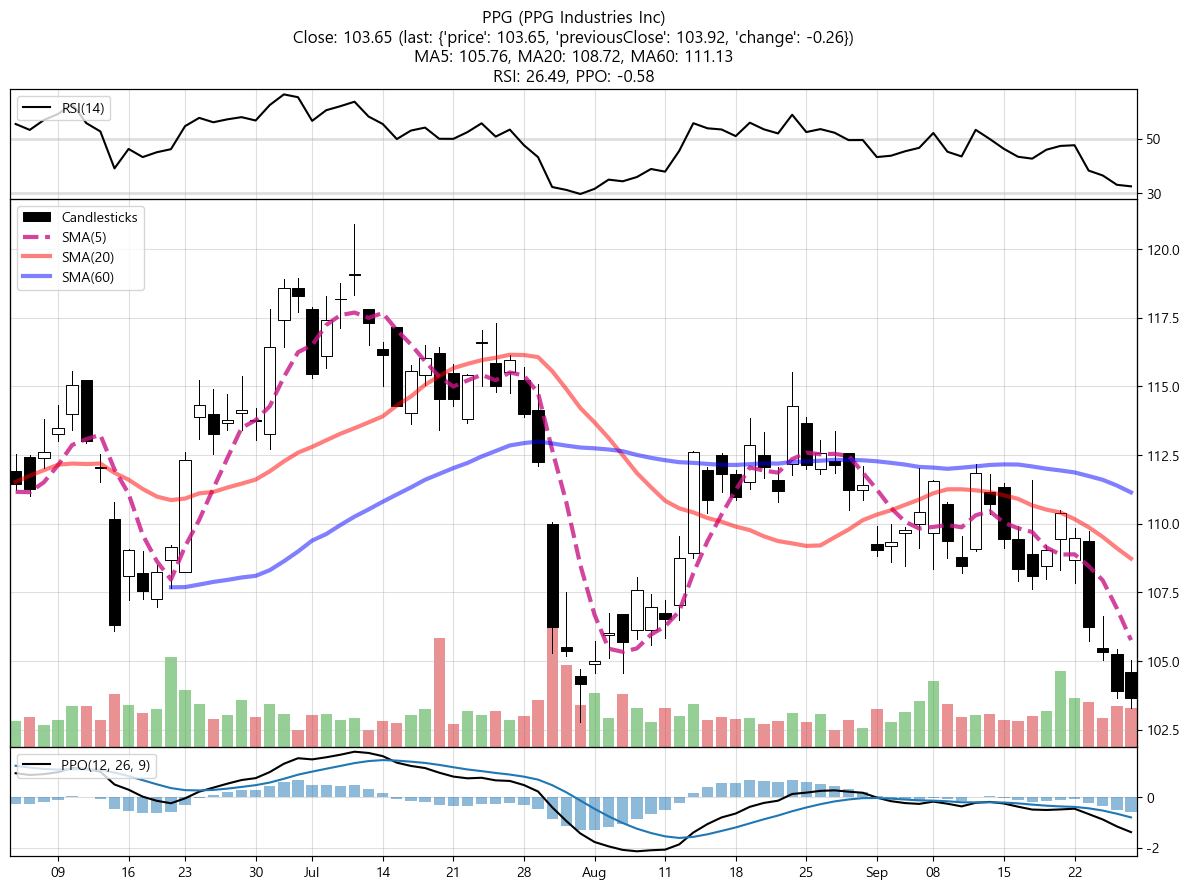 PPG (PPG Industries Inc)
Close: 103.65 (last: {'price': 103.65, 'previousClose': 103.92, 'change': -0.26})
MA5: 105.76, MA20: 108.72, MA60: 111.13
RSI: 26.49, PPO: -0.58
RSI(14)
50
30
Candlesticks
SMA(5)
SMA(20)
SMA(60)
120.0
117.5
115.0
112.5
110.0
107.5
105.0
102.5
PPO(12, 26, 9)
0
-2
09 16 23 30 Jul 14 21 28 Aug 11 18 25 Sep 08 15 22